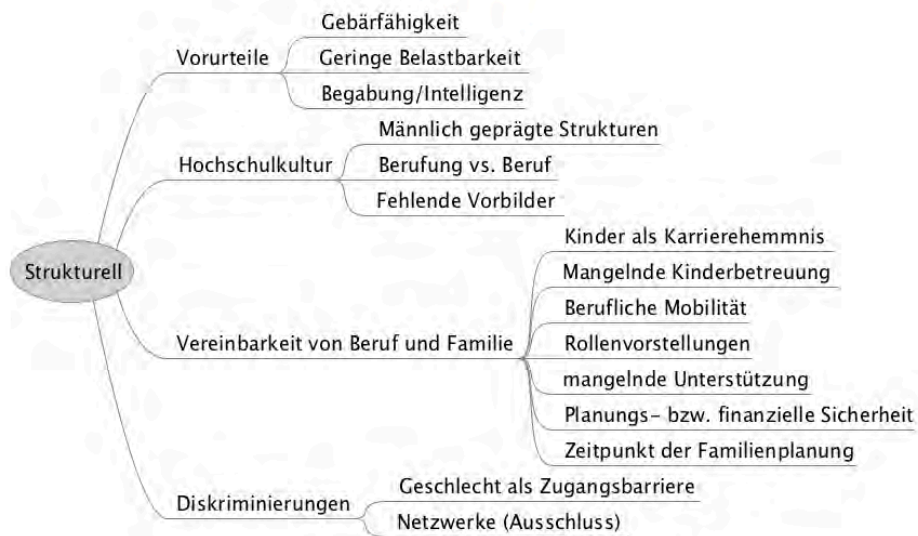 Strukturell
Vorurteile
Gebärfähigkeit
Geringe Belastbarkeit
Begabung/Intelligenz
Hochschulkultur
Männlich geprägte Strukturen
Berufung vs. Beruf
Fehlende Vorbilder
Vereinbarkeit von Beruf und Familie
Kinder als Karrierehemmnis
Mangelnde Kinderbetreuung
Berufliche Mobilität
Rollenvorstellungen
mangelnde Unterstützung
Planungs- bzw. finanzielle Sicherheit
Zeitpunkt der Familienplanung
Diskriminierungen
Geschlecht als Zugangsbarriere
Netzwerke (Ausschluss)